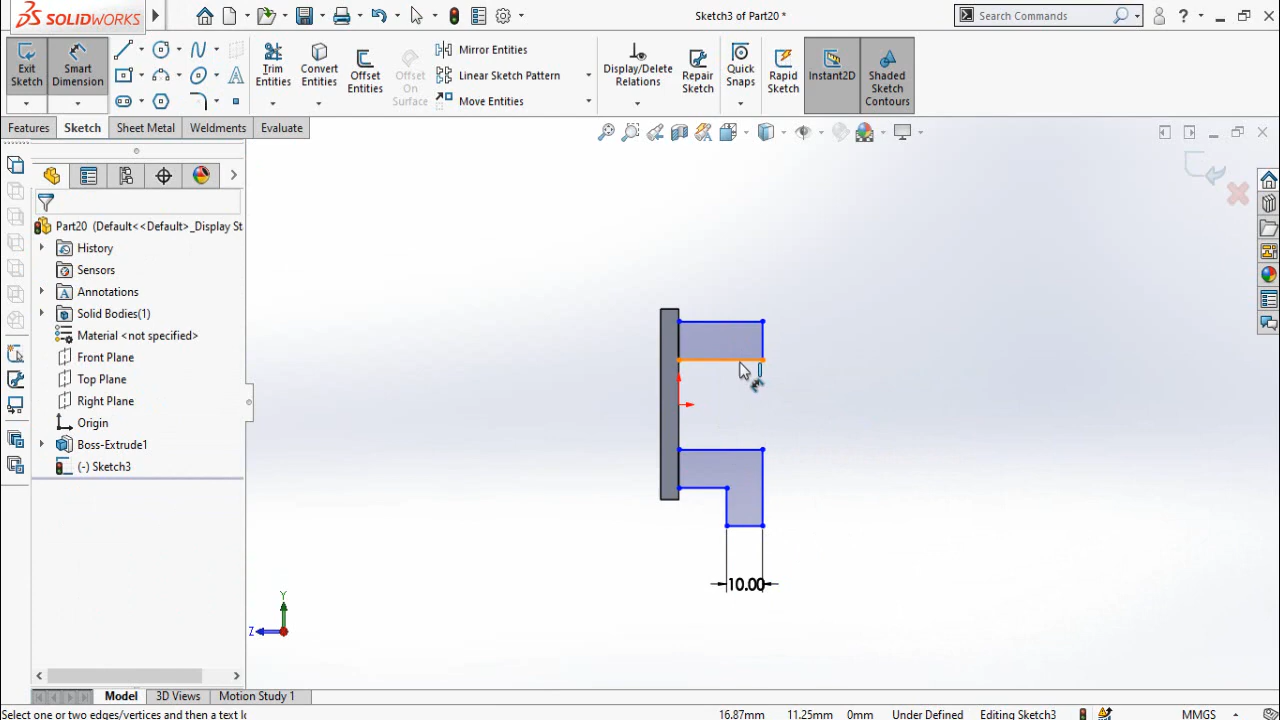 SOLIDWORKS
Sketch3 of Part20 *
Search Commands
Exit Sketch
Smart Dimension
Trim Entities
Convert Entities
Offset Entities
Offset On Surface
Mirror Entities
Linear Sketch Pattern
Move Entities
Display/Delete Relations
Repair Sketch
Quick Snaps
Rapid Sketch
Instant2D
Shaded Sketch Contours
Features
Sketch
Sheet Metal
Weldments
Evaluate
Part20 (Default<<Default>_Display St
History
Sensors
Annotations
Solid Bodies(1)
Material <not specified>
Front Plane
Top Plane
Right Plane
Origin
Boss-Extrude1
(-) Sketch3
10.00
Y
Z
Model
3D Views
Motion Study 1
Select one or two edges/vertices and then a text lo
16.87mm
11.25mm
0mm
Under Defined
Editing Sketch3
MMGS